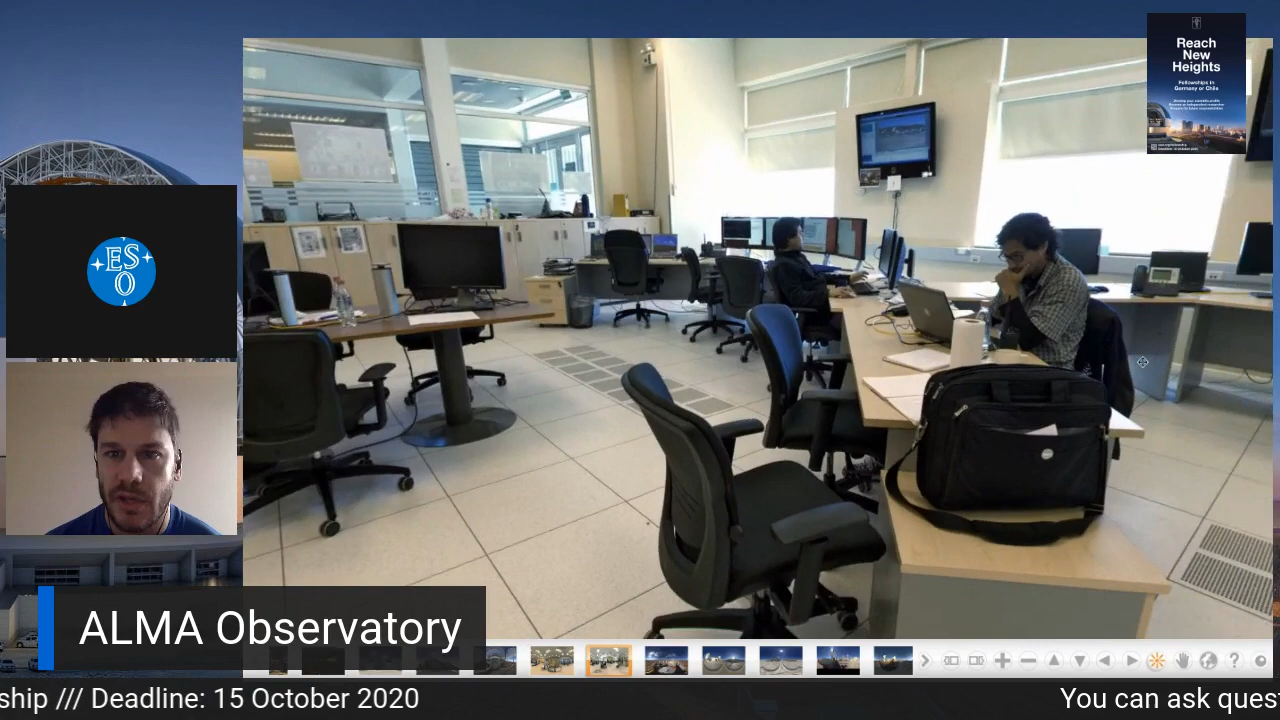 Reach
New
Heights
Fellowships in
Germany or Chile
ESO
ALMA Observatory
ship /// Deadline: 15 October 2020
You can ask ques